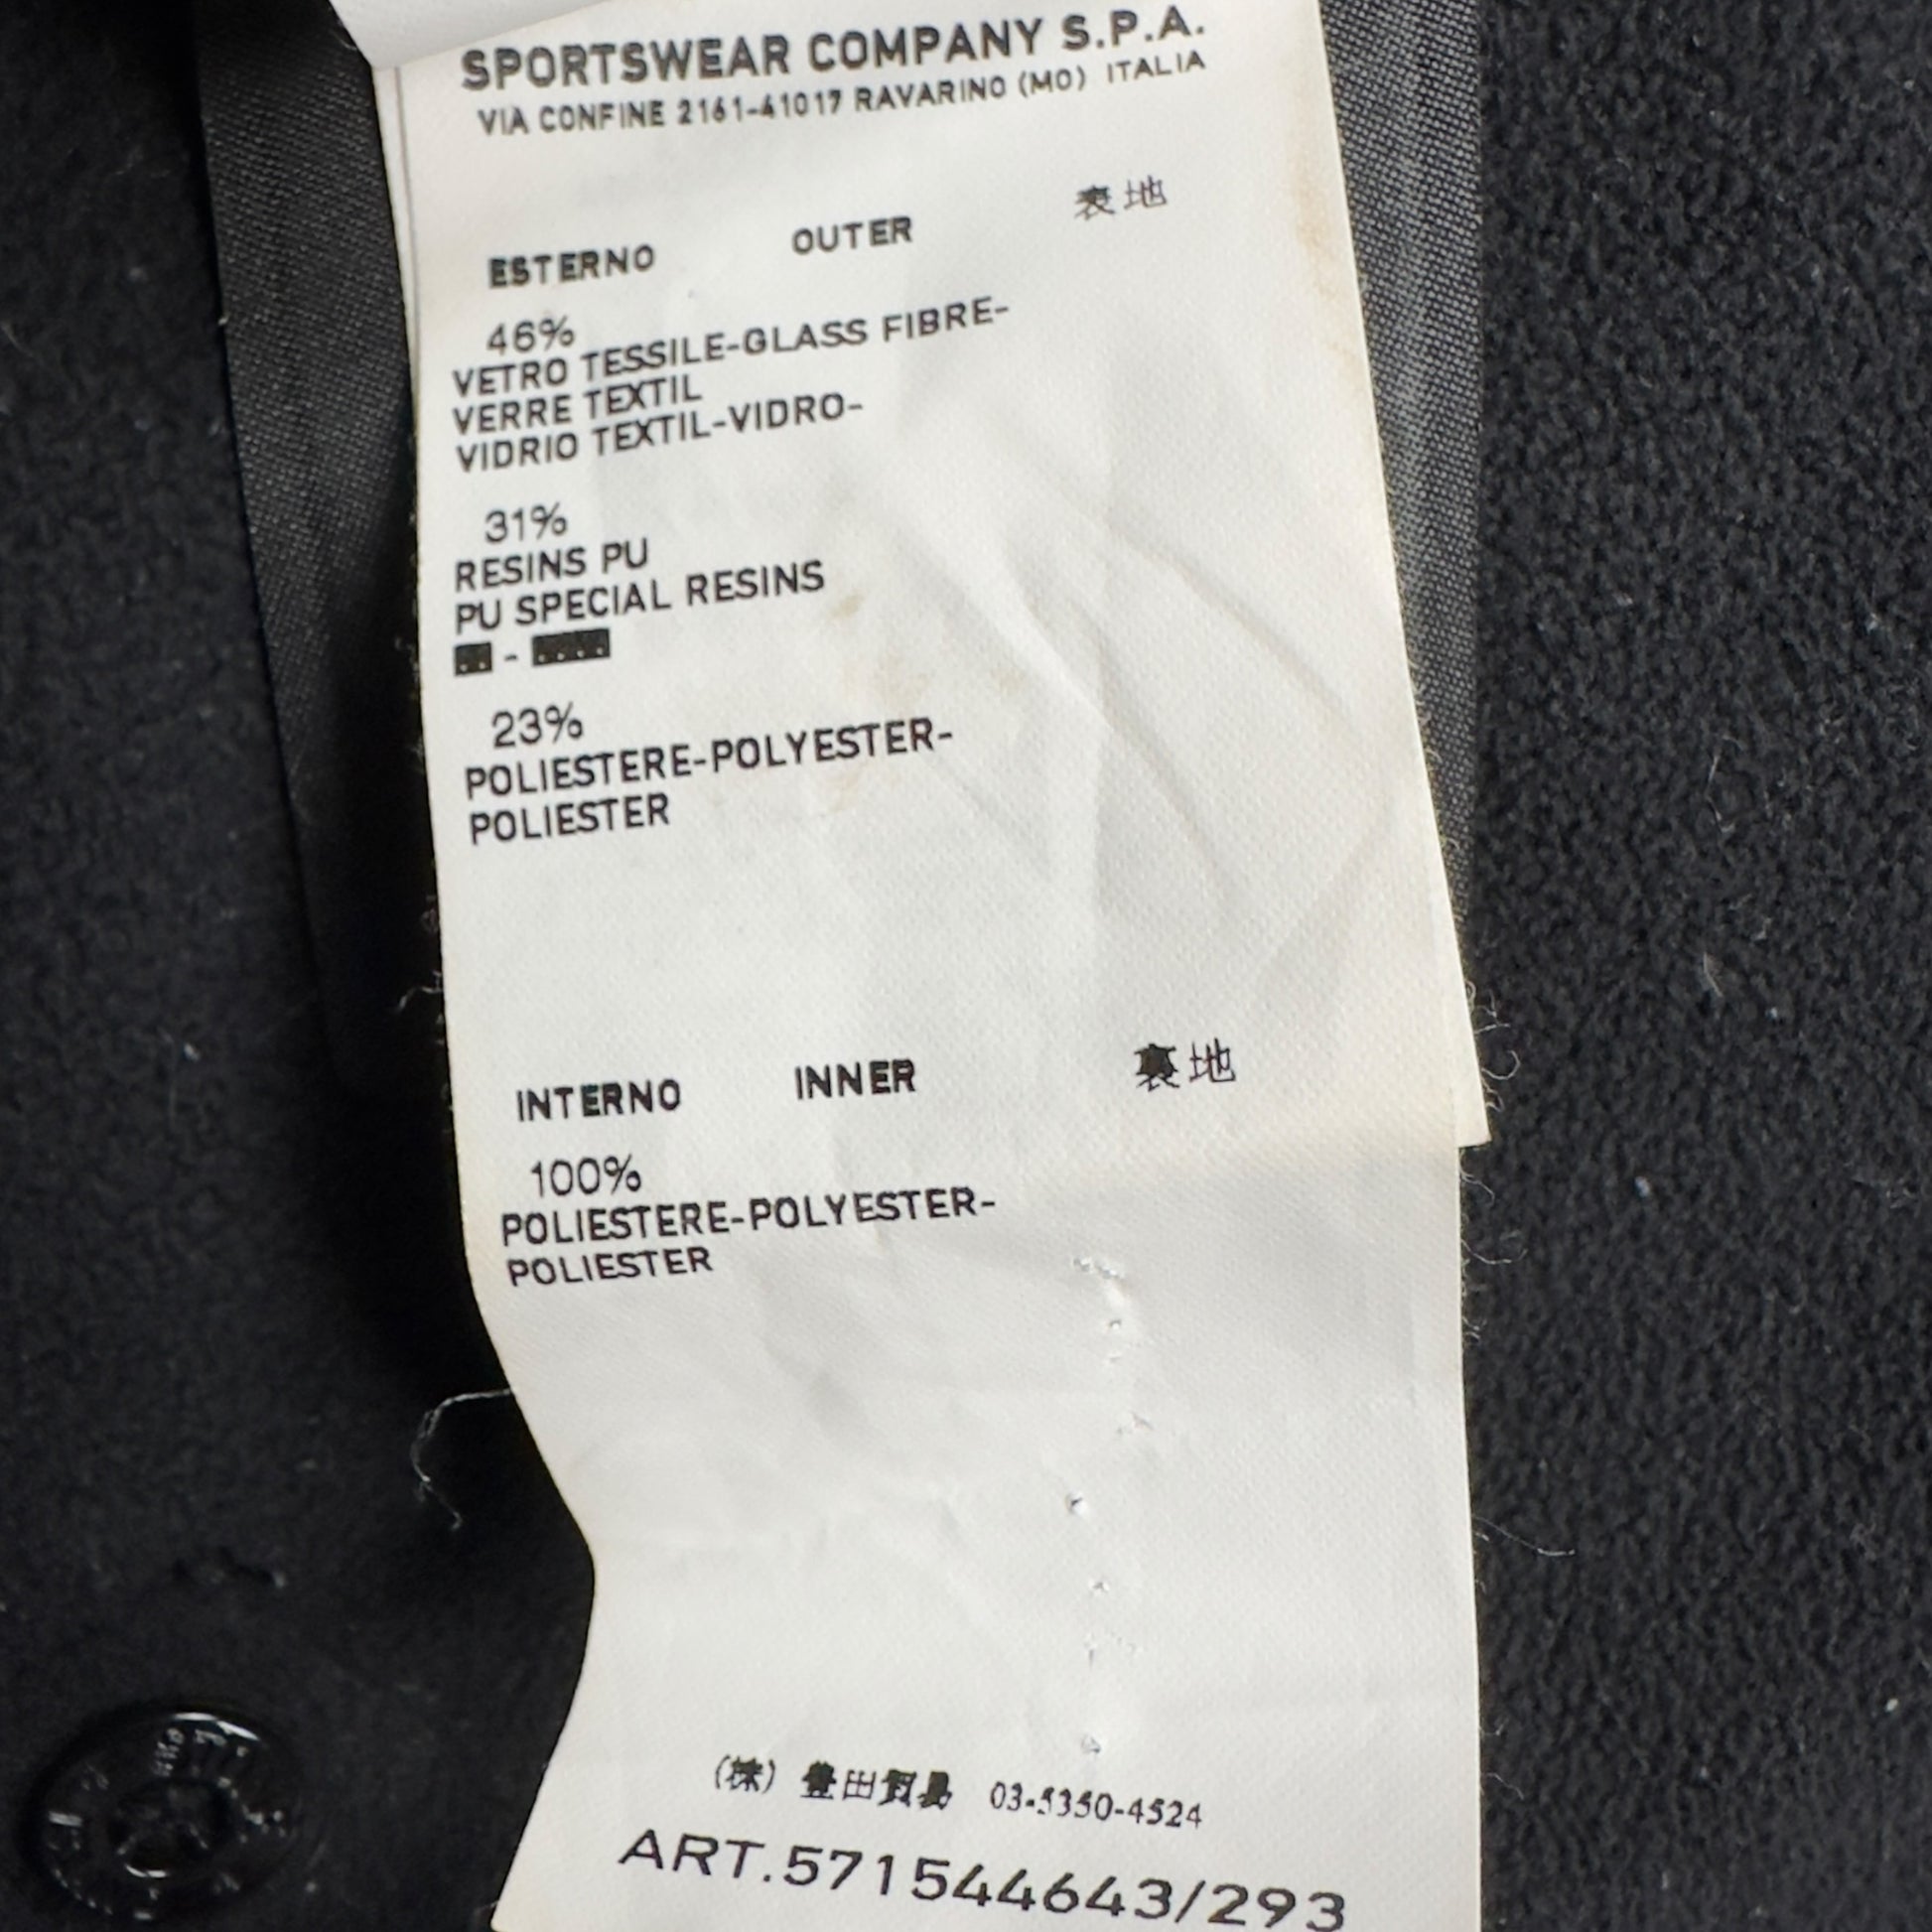 SPORTSWEAR COMPANY S.P.A.
VIA CONFINE 2161-41017 RAVARINO (MO) ITALIA
ESTERNO OUTER 表地
46%
VETRO TESSILE-GLASS FIBRE-
VERRE TEXTIL
VIDRIO TEXTIL-VIDRO-
31%
RESINS PU
PU SPECIAL RESINS
-
23%
POLIESTERE-POLYESTER-
POLIESTER
INTERNO INNER 裏地
100%
POLIESTERE-POLYESTER-
POLIESTER
(株) 豊田貿易 03-5350-4524
ART.571544643/293